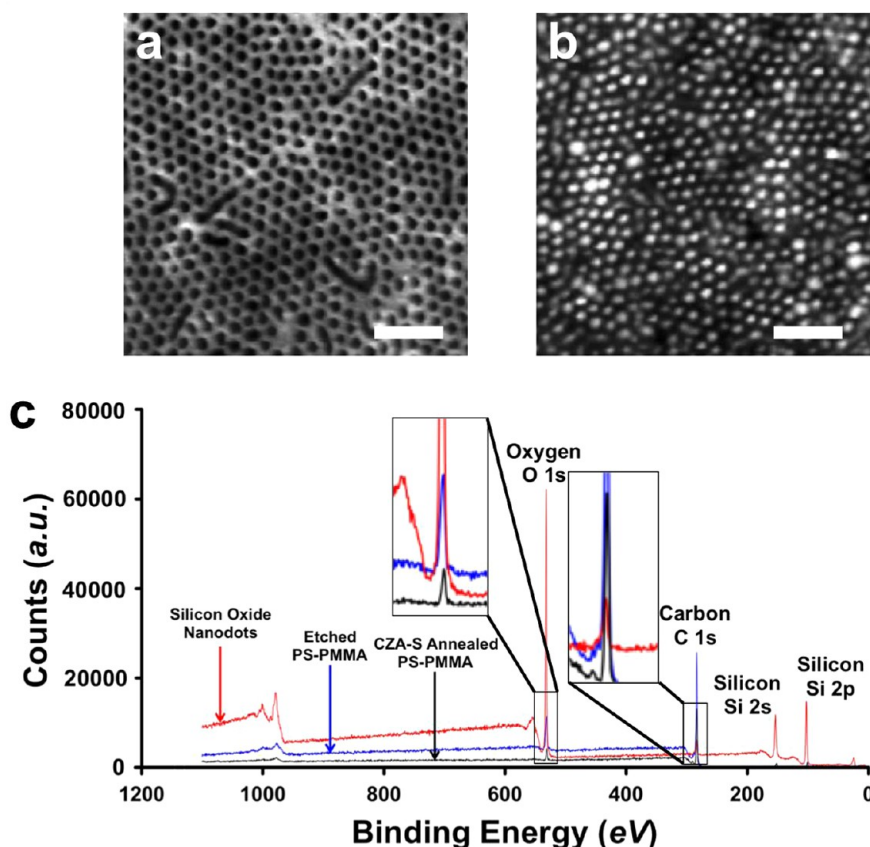 a
b
c
80000
60000
40000
20000
0
Counts (a.u.)
Oxygen
O 1s
Carbon
C 1s
Silicon
Si 2s
Silicon
Si 2p
Silicon Oxide
Nanodots
Etched
PS-PMMA
CZA-S Annealed
PS-PMMA
1200
1000
800
600
400
200
0
Binding Energy (eV)